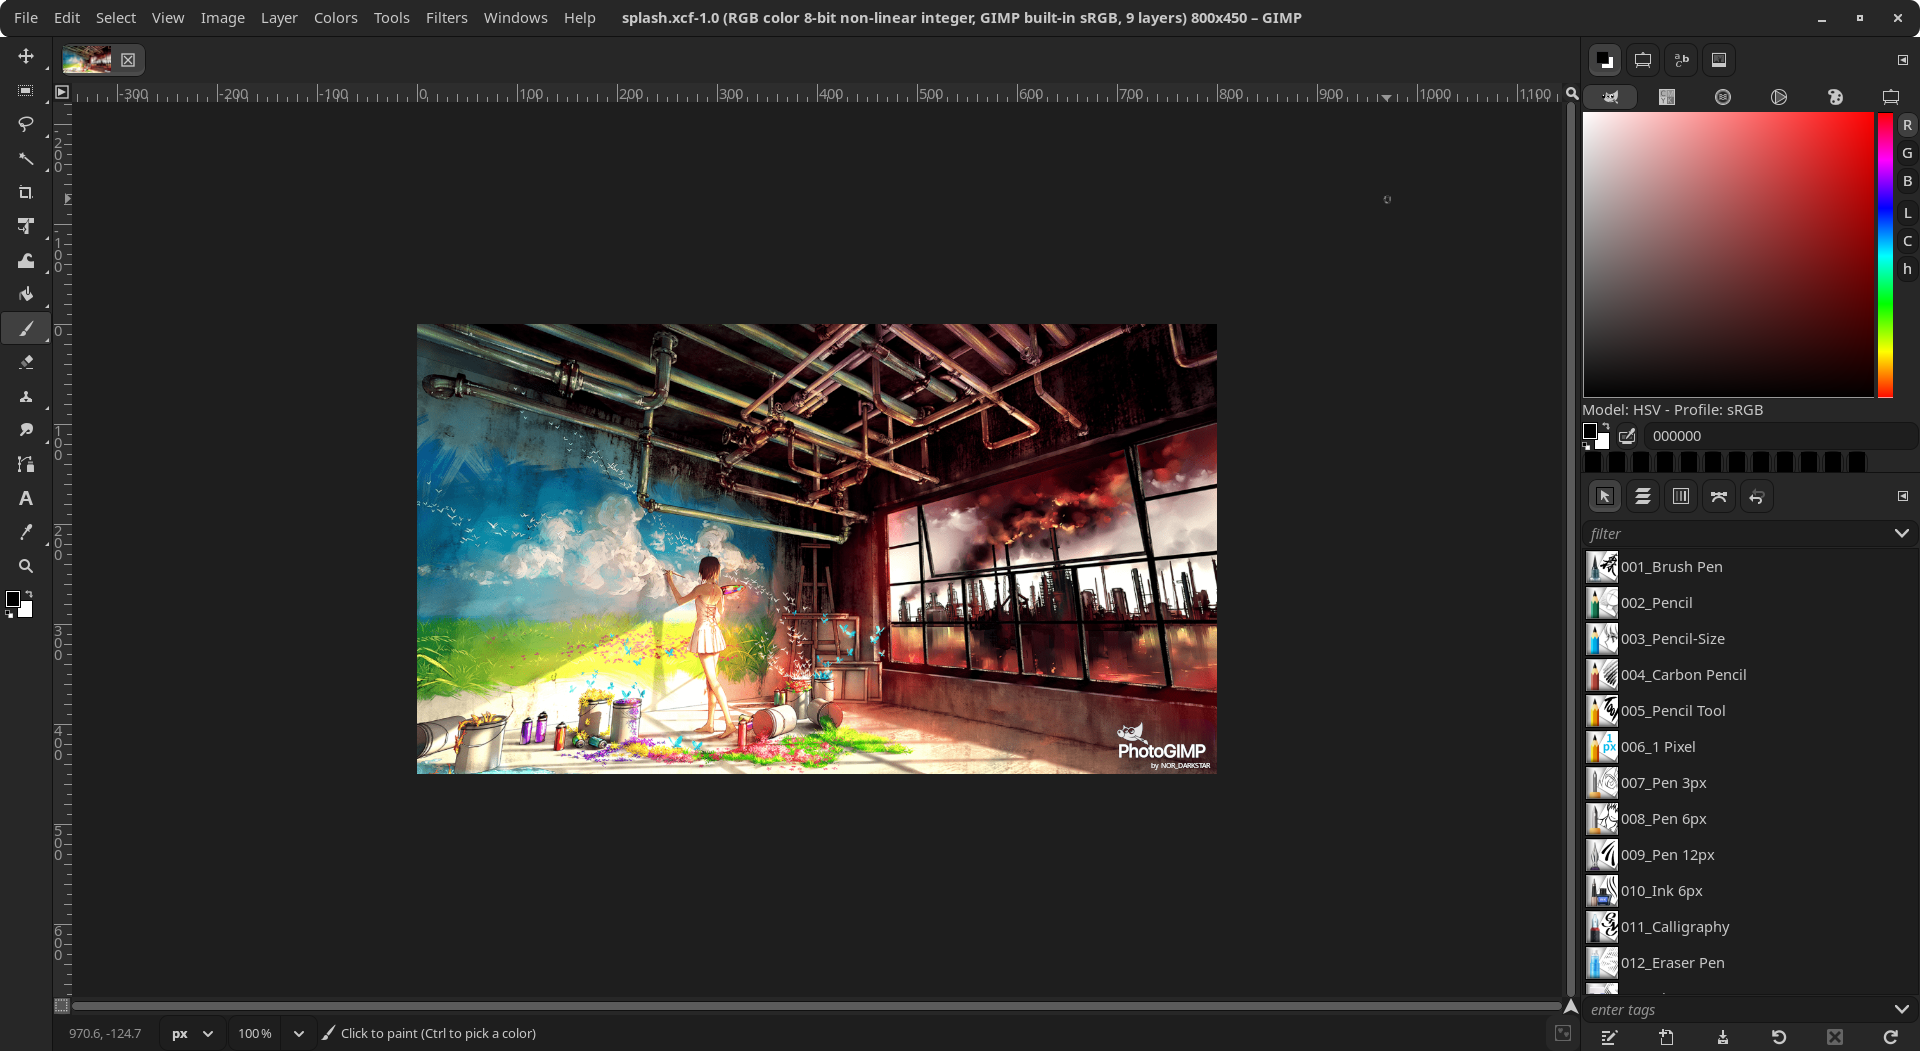 File Edit Select View Image Layer Colors Tools Filters Windows Help
splash.xcf-1.0 (RGB color 8-bit non-linear integer, GIMP built-in sRGB, 9 layers) 800x450 – GIMP
-300 -200 -100 0 100 200 300 400 500 600 700 800 900 1000 1100
-200
-100
0
100
200
300
400
500
600
R
G
B
L
C
h
Model: HSV - Profile: sRGB
000000
filter
001_Brush Pen
002_Pencil
003_Pencil-Size
004_Carbon Pencil
005_Pencil Tool
006_1 Pixel
007_Pen 3px
008_Pen 6px
009_Pen 12px
010_Ink 6px
011_Calligraphy
012_Eraser Pen
enter tags
PhotoGIMP
by NOR_DARKSTAR
970.6, -124.7 px 100 % Click to paint (Ctrl to pick a color)